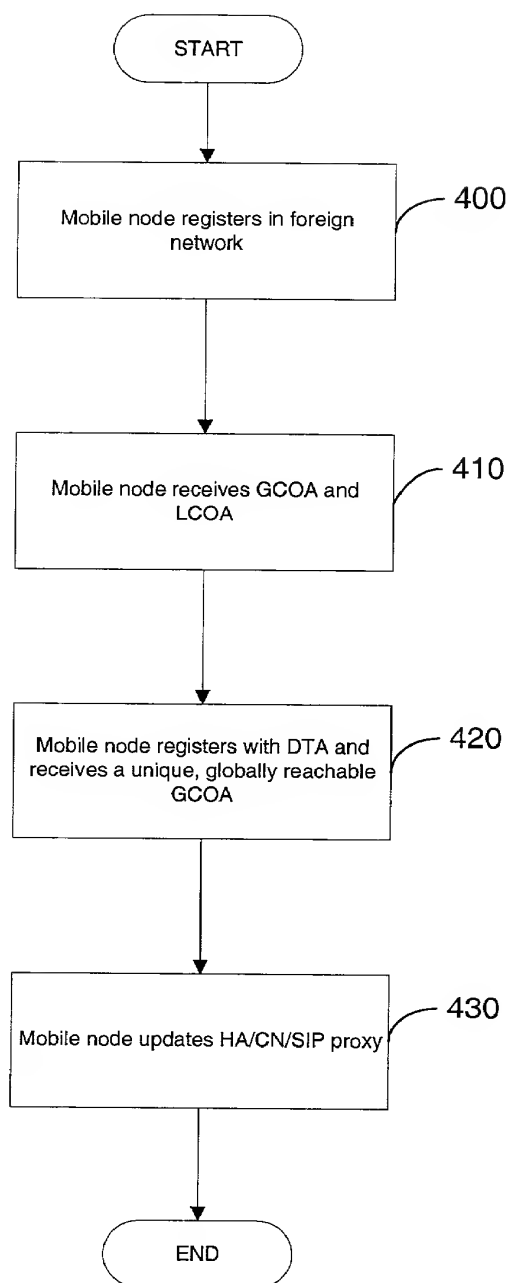 START
Mobile node registers in foreign
network
400
Mobile node receives GCOA and
LCOA
410
Mobile node registers with DTA and
receives a unique, globally reachable
GCOA
420
Mobile node updates HA/CN/SIP proxy
430
END